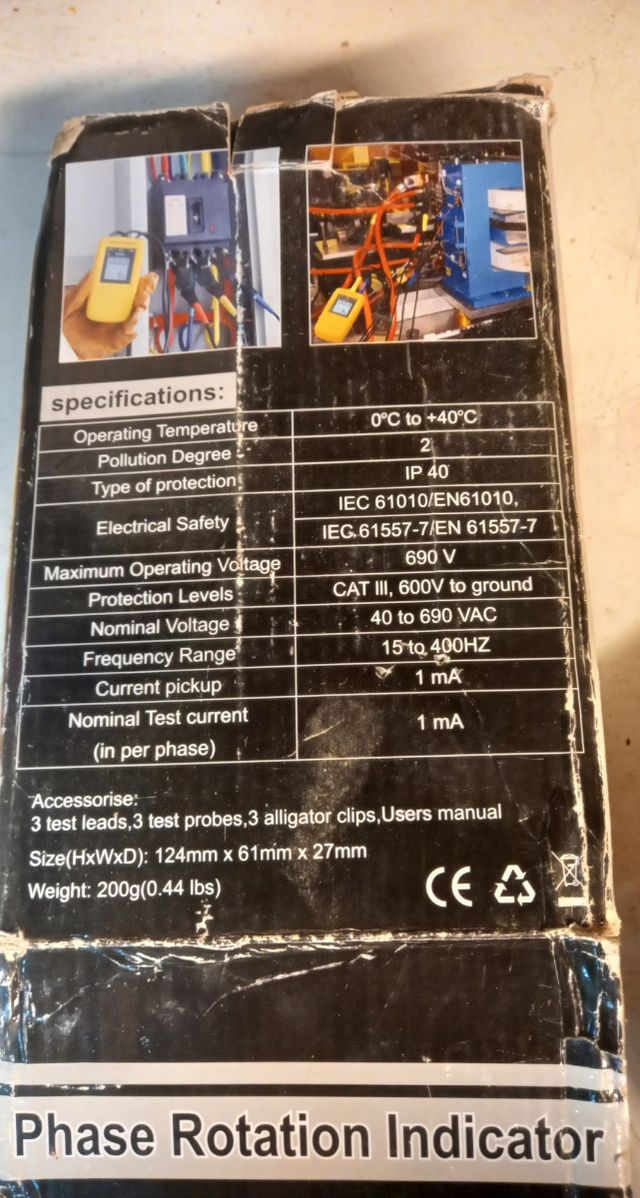 specifications:
Operating Temperature 0°C to +40°C
Pollution Degree 2
Type of protection IP 40
Electrical Safety IEC 61010/EN61010,
IEC 61557-7/EN 61557-7
Maximum Operating Voltage 690 V
Protection Levels CAT III, 600V to ground
Nominal Voltage 40 to 690 VAC
Frequency Range 15 to 400HZ
Current pickup 1 mA
Nominal Test current
(in per phase) 1 mA
Accessorise:
3 test leads,3 test probes,3 alligator clips,Users manual
Size(HxWxD): 124mm x 61mm x 27mm
Weight: 200g(0.44 lbs)
CE
Phase Rotation Indicator